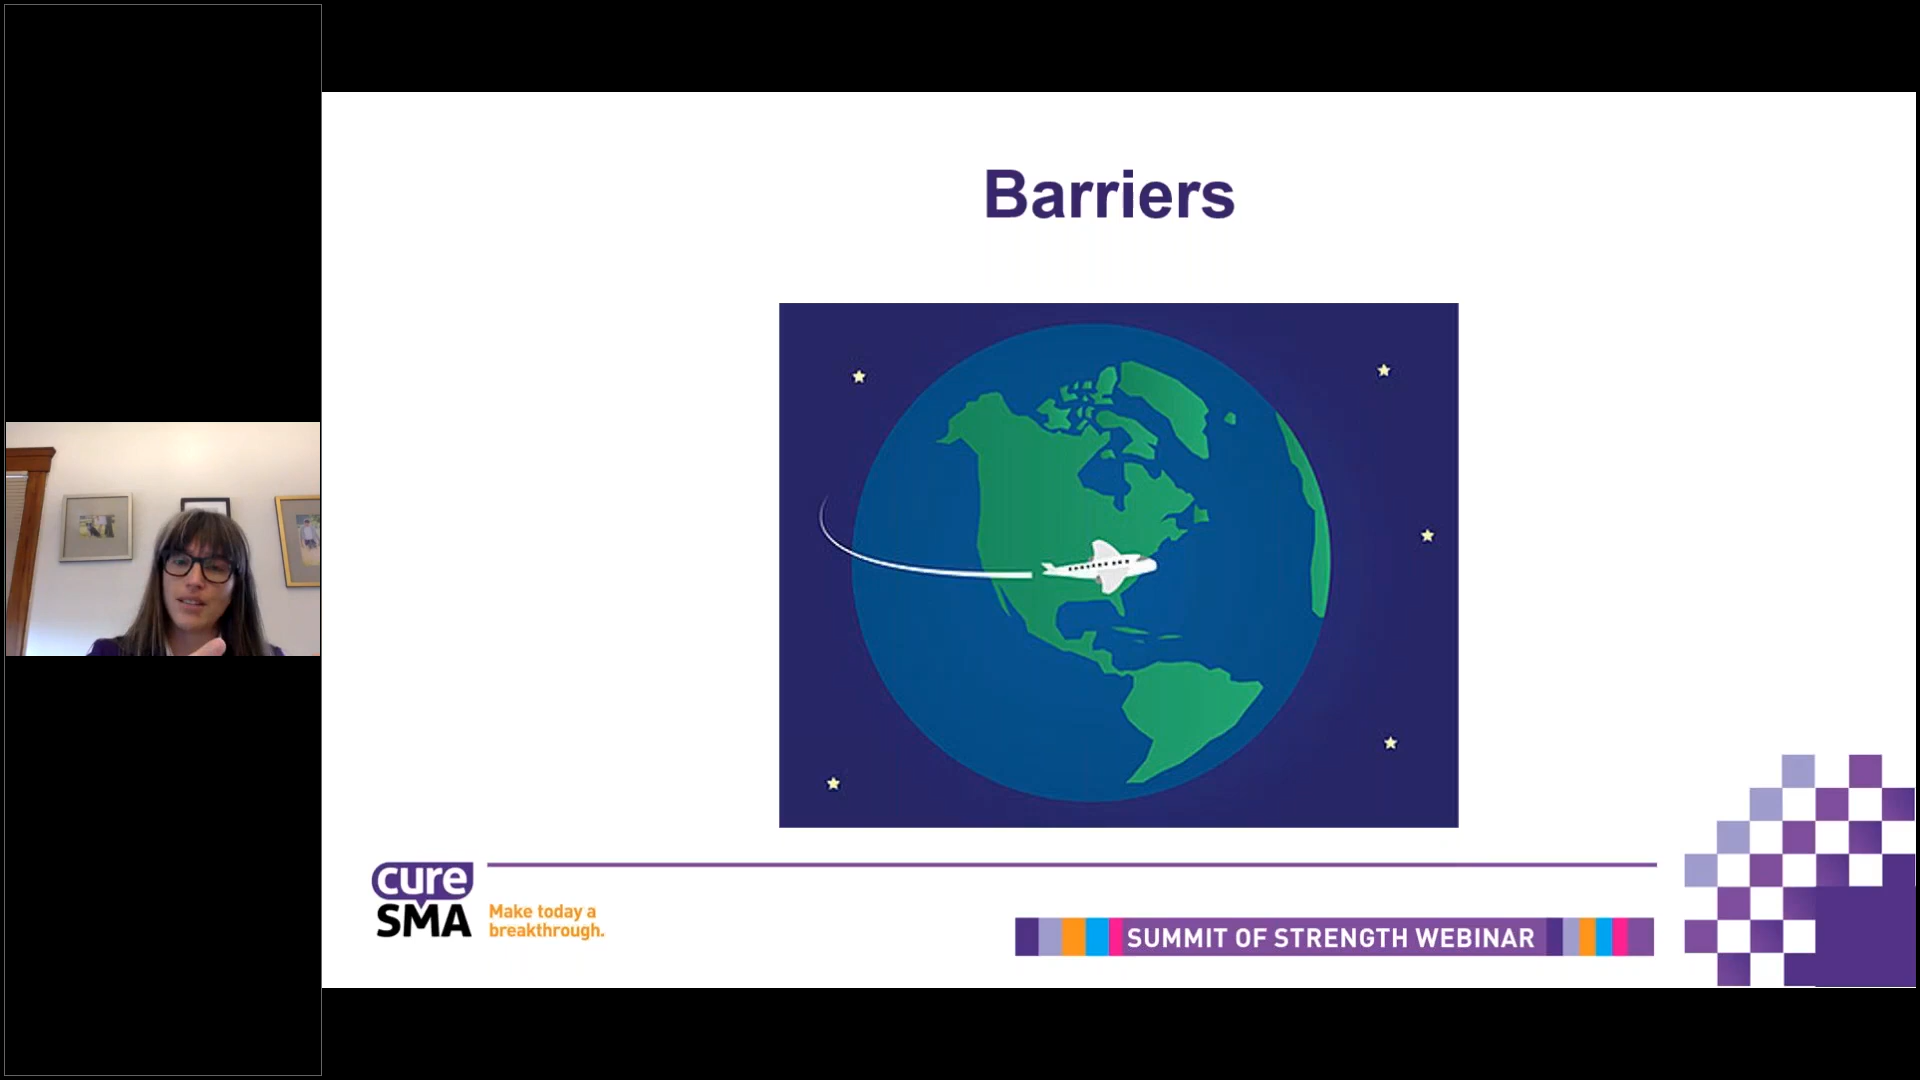 Barriers
cure
SMA
Make today a
breakthrough.
SUMMIT OF STRENGTH WEBINAR